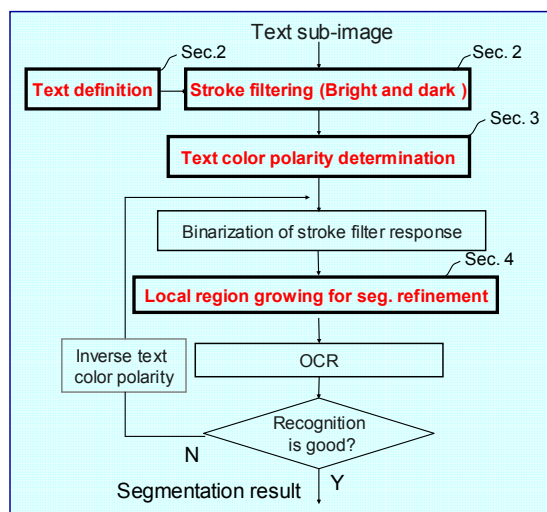 Text sub-image
Sec.2
Sec. 2
Text definition
Stroke filtering (Bright and dark )
Sec. 3
Text color polarity determination
Binarization of stroke filter response
Sec. 4
Local region growing for seg. refinement
Inverse text
color polarity
OCR
Recognition
is good?
N
Y
Segmentation result